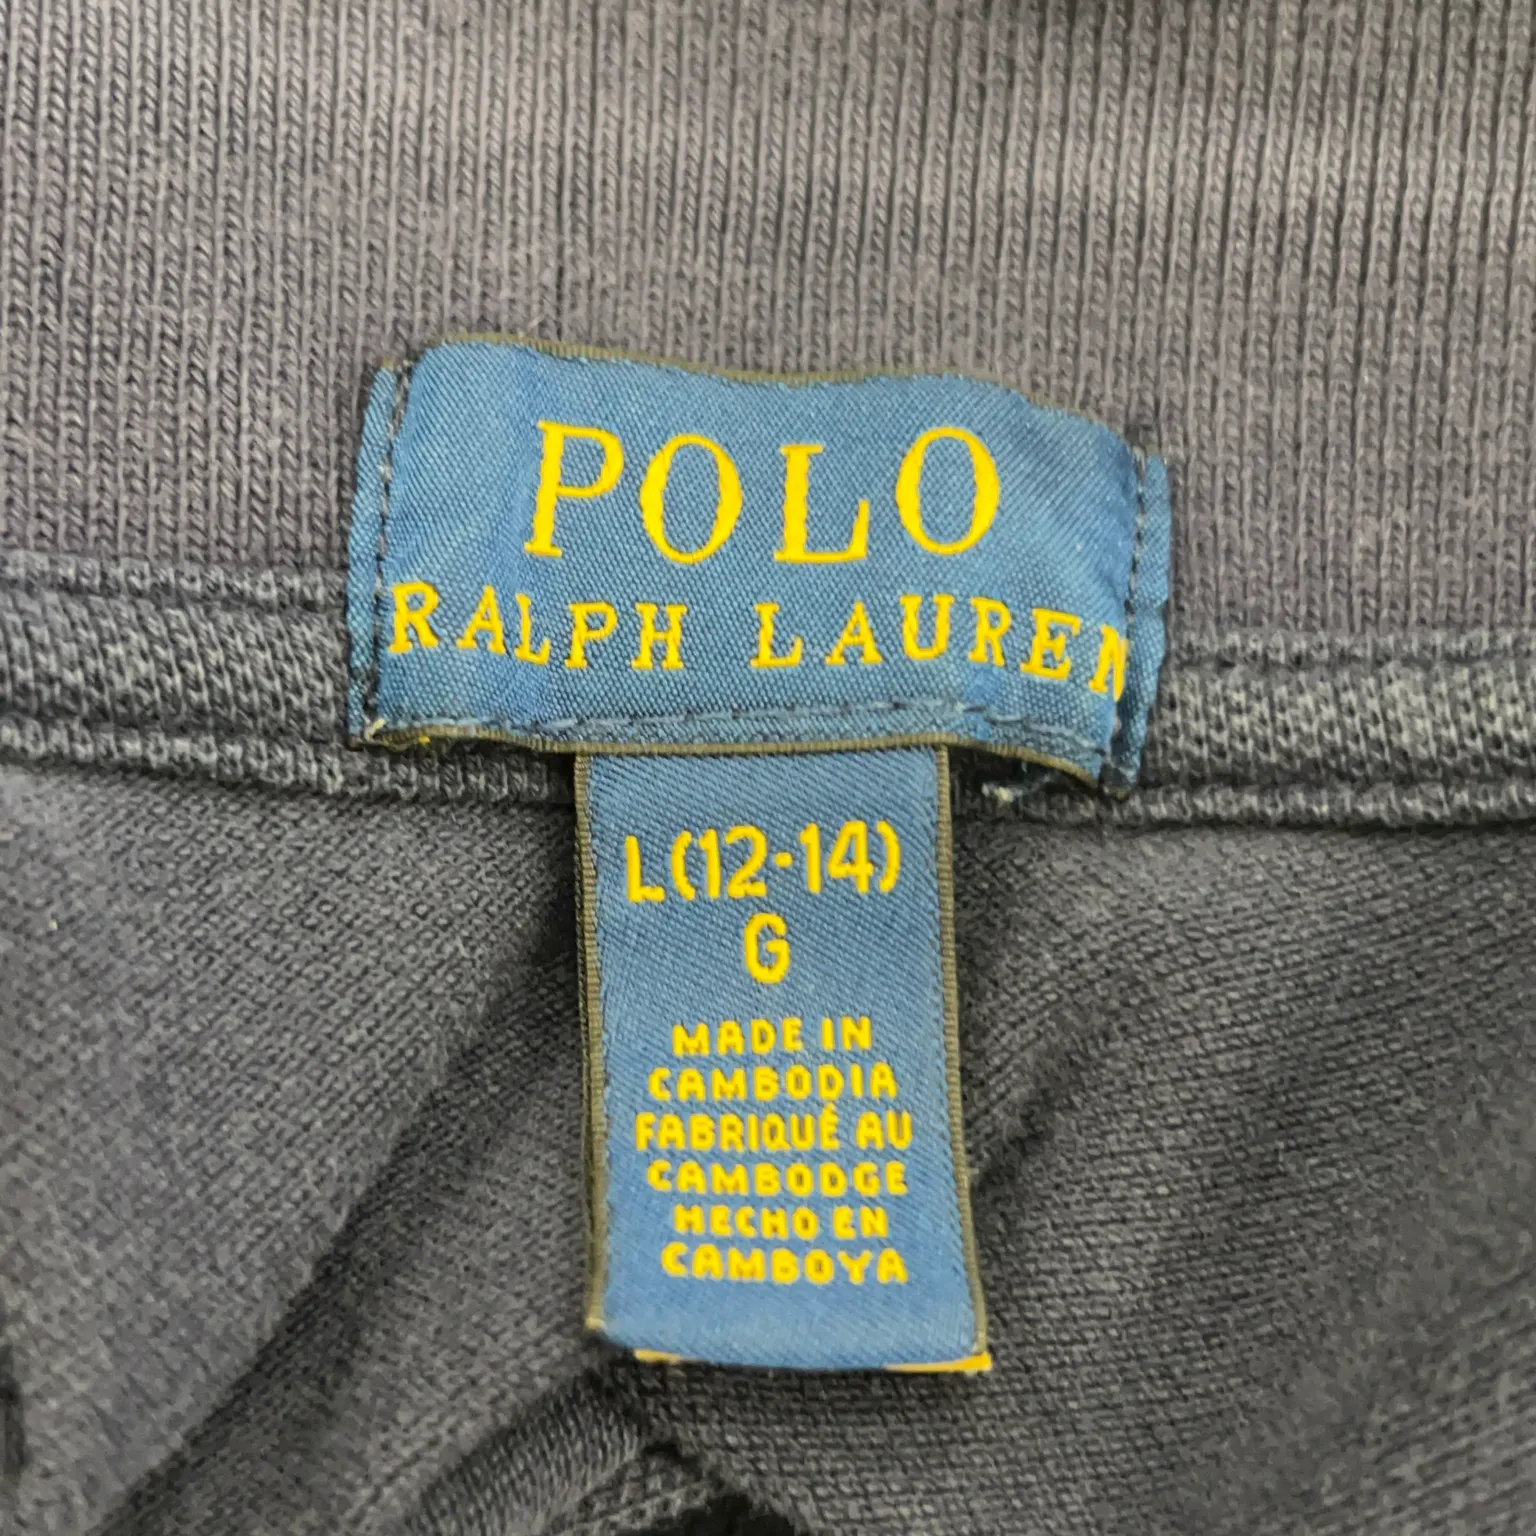 POLO
RALPH LAUREN
L(12-14)
G
MADE IN
CAMBODIA
FABRIQUÉ AU
CAMBODGE
HECHO EN
CAMBOYA